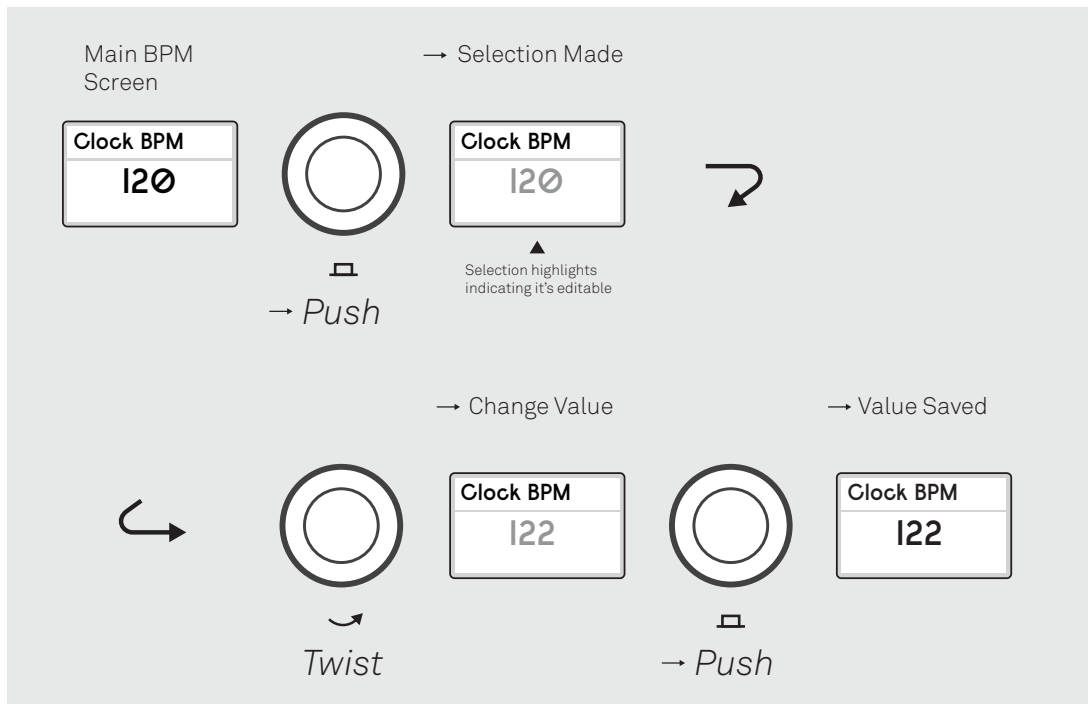 Main BPM
Screen
→ Selection Made
Clock BPM
120
Clock BPM
120
Selection highlights
indicating it's editable
→ Push
→ Change Value
→ Value Saved
Clock BPM
122
Clock BPM
122
Twist
→ Push